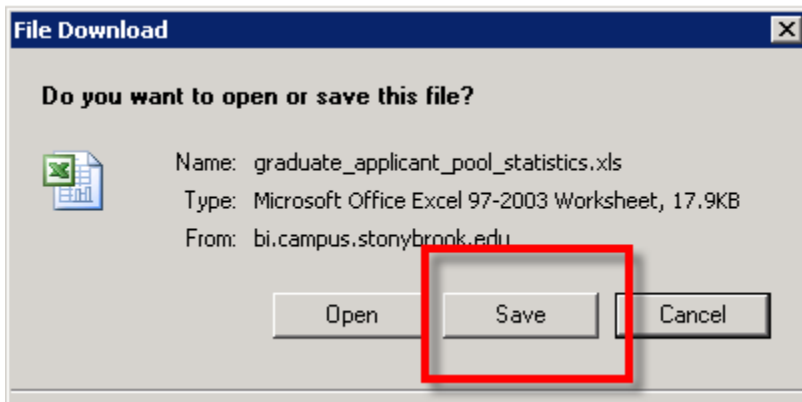 File Download
Do you want to open or save this file?
Name: graduate_applicant_pool_statistics.xls
Type: Microsoft Office Excel 97-2003 Worksheet, 17.9KB
From: bi.campus.stonybrook.edu
Open Save Cancel